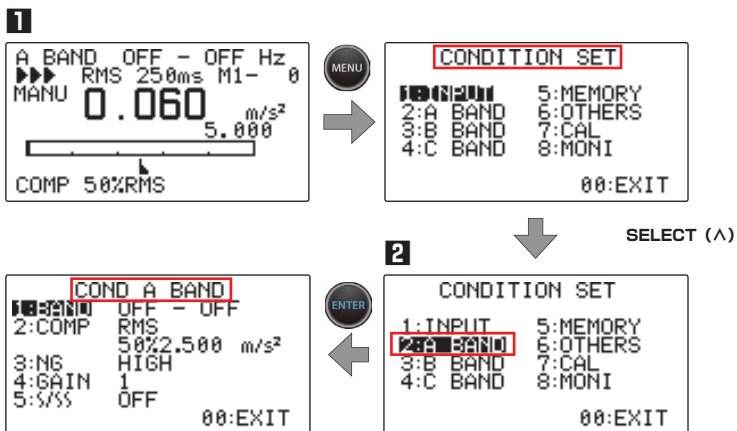 1
A BAND OFF - OFF Hz
▶▶▶ RMS 250ms M1- 0
MANU 0.060 m/s²
5.000
COMP 50%RMS
MENU
CONDITION SET
1:INPUT 5:MEMORY
2:A BAND 6:OTHERS
3:B BAND 7:CAL
4:C BAND 8:MONI
00:EXIT
SELECT (∧)
2
CONDITION SET
1:INPUT 5:MEMORY
2:A BAND 6:OTHERS
3:B BAND 7:CAL
4:C BAND 8:MONI
00:EXIT
ENTER
COND A BAND
1:BAND OFF - OFF
2:COMP RMS
50%2.500 m/s²
3:NG HIGH
4:GAIN 1
5:S/SS OFF
00:EXIT